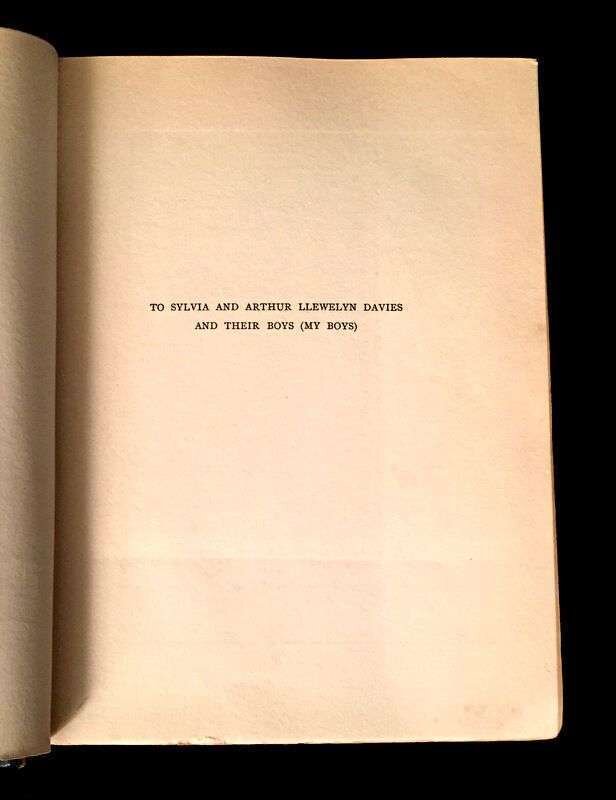 TO SYLVIA AND ARTHUR LLEWELYN DAVIES
AND THEIR BOYS (MY BOYS)